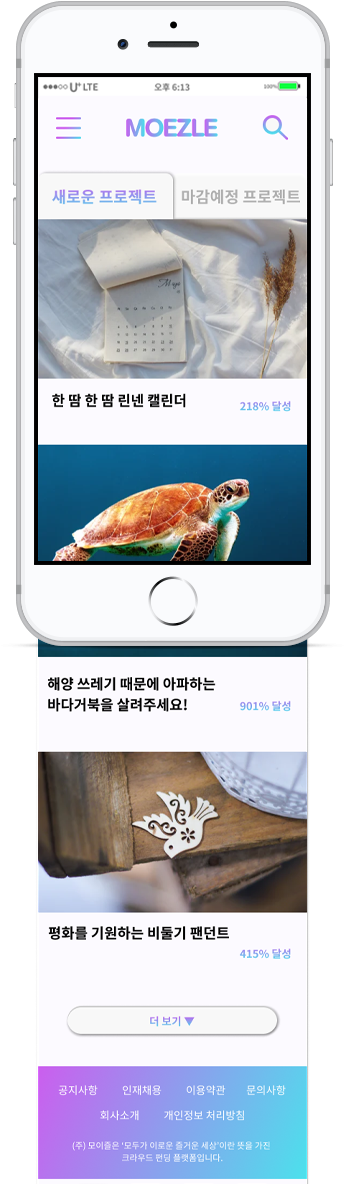 U+ LTE 오후 6:13 100%
MOEZLE
새로운 프로젝트 마감예정 프로젝트
May
한 땀 한 땀 린넨 캘린더
218% 달성
해양 쓰레기 때문에 아파하는
바다거북을 살려주세요!
901% 달성
평화를 기원하는 비둘기 팬던트
415% 달성
더 보기 ▼
공지사항 인재채용 이용약관 문의사항
회사소개 개인정보 처리방침
(주) 모이즐은 '모두가 이로운 즐거운 세상'이란 뜻을 가진
크라우드 펀딩 플랫폼입니다.